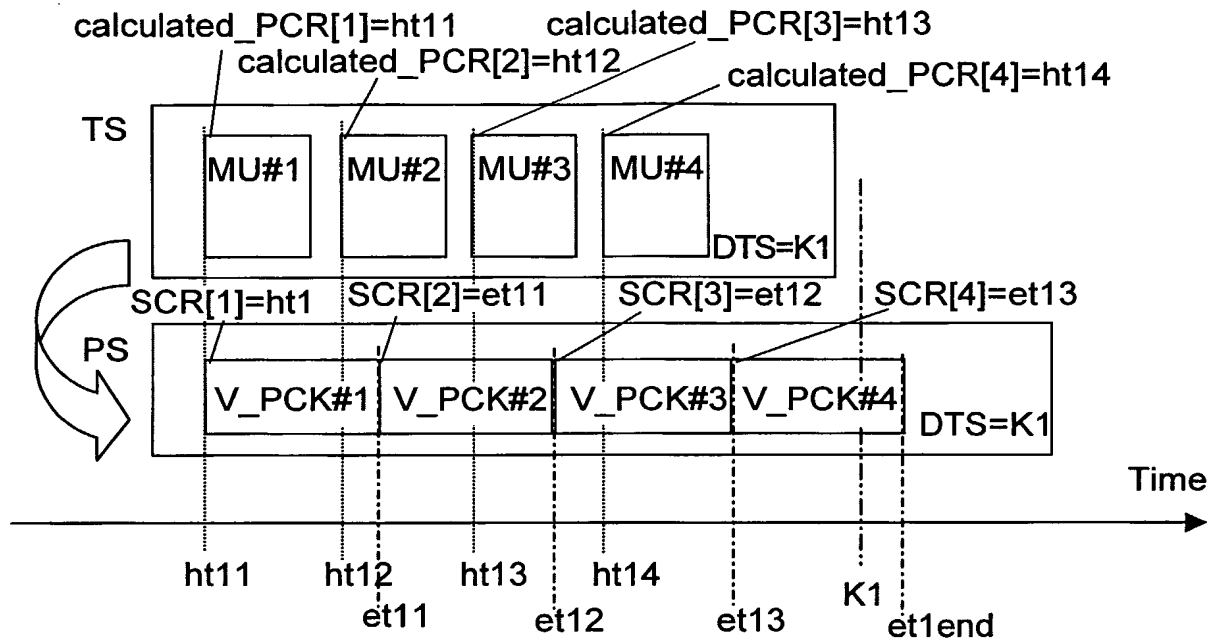 calculated_PCR[1]=ht11
calculated_PCR[3]=ht13
calculated_PCR[2]=ht12
calculated_PCR[4]=ht14
TS
MU#1
MU#2
MU#3
MU#4
DTS=K1
SCR[1]=ht1
SCR[2]=et11
SCR[3]=et12
SCR[4]=et13
PS
V_PCK#1
V_PCK#2
V_PCK#3
V_PCK#4
DTS=K1
Time
ht11
ht12
ht13
ht14
K1
et11
et12
et13
et1end